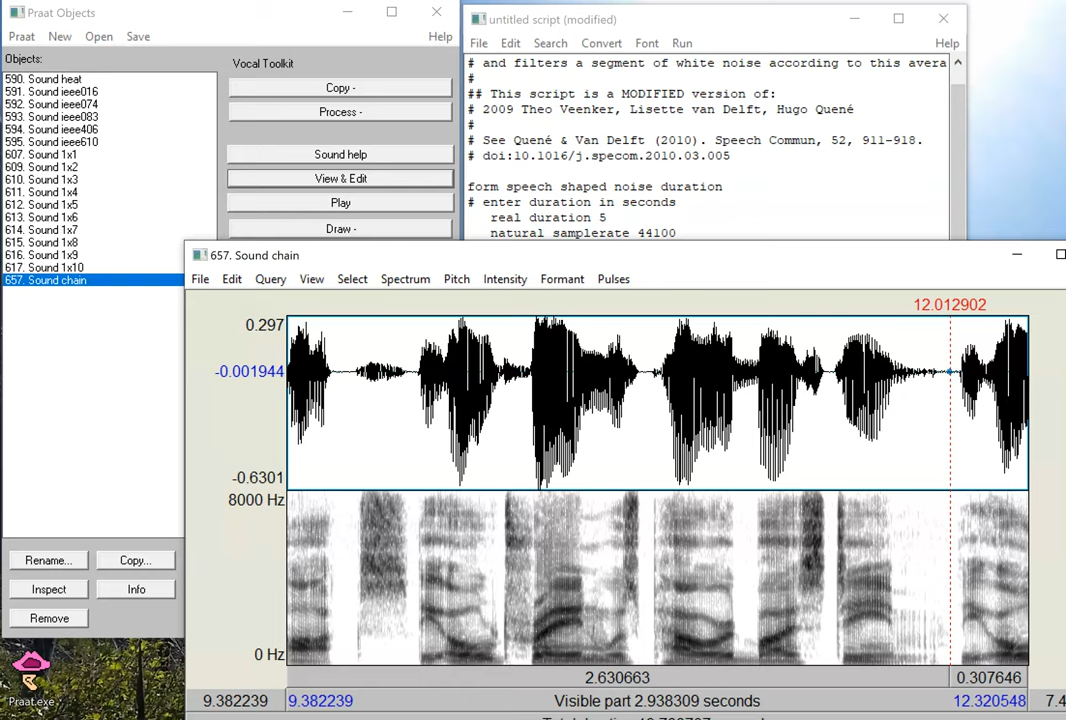 Praat Objects
Praat New Open Save Help
Objects:
590. Sound heat
591. Sound ieee016
592. Sound ieee074
593. Sound ieee083
594. Sound ieee406
595. Sound ieee610
607. Sound 1x1
609. Sound 1x2
610. Sound 1x3
611. Sound 1x4
612. Sound 1x5
613. Sound 1x6
614. Sound 1x7
615. Sound 1x8
616. Sound 1x9
617. Sound 1x10
657. Sound chain
Vocal Toolkit
Copy -
Process -
Sound help
View & Edit
Play
Draw -
Rename...
Copy...
Inspect
Info
Remove
Praat.exe
untitled script (modified)
File Edit Search Convert Font Run Help
# and filters a segment of white noise according to this avera
#
## This script is a MODIFIED version of:
# 2009 Theo Veenker, Lisette van Delft, Hugo Quené
#
# See Quené & Van Delft (2010). Speech Commun, 52, 911-918.
# doi:10.1016/j.specom.2010.03.005
form speech shaped noise duration
# enter duration in seconds
real duration 5
natural samplerate 44100
657. Sound chain
File Edit Query View Select Spectrum Pitch Intensity Formant Pulses
12.012902
0.297
-0.001944
-0.6301
8000 Hz
0 Hz
2.630663 0.307646
9.382239 9.382239 Visible part 2.938309 seconds 12.320548 7.4